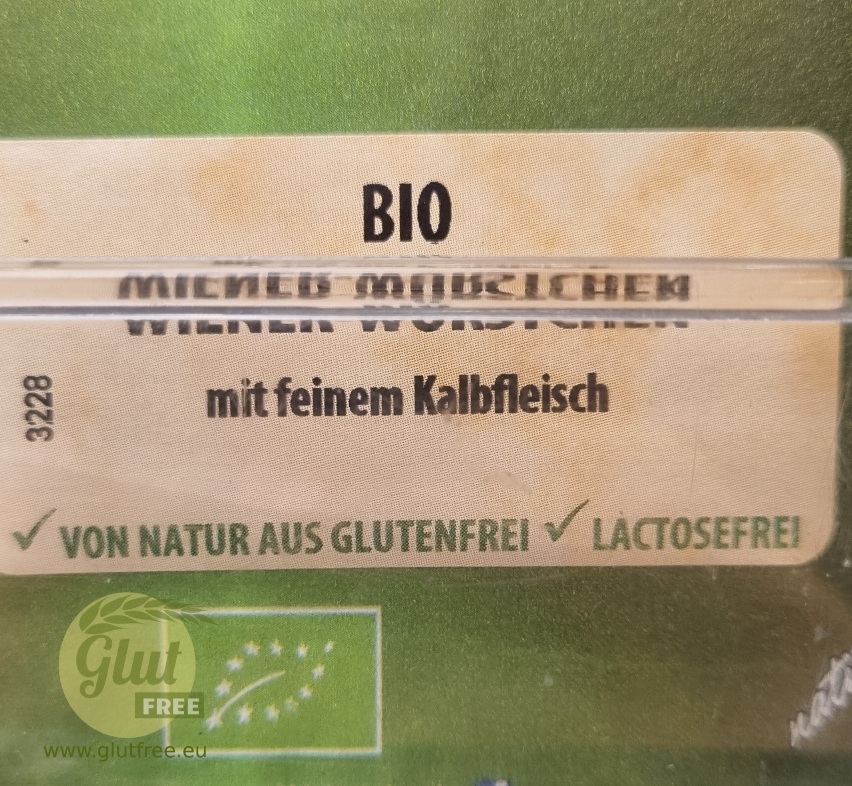 BIO
WIENER WÜRSTCHEN
mit feinem Kalbfleisch
3228
✓ VON NATUR AUS GLUTENFREI ✓ LACTOSEFREI
Glut
FREE
www.glutfree.eu